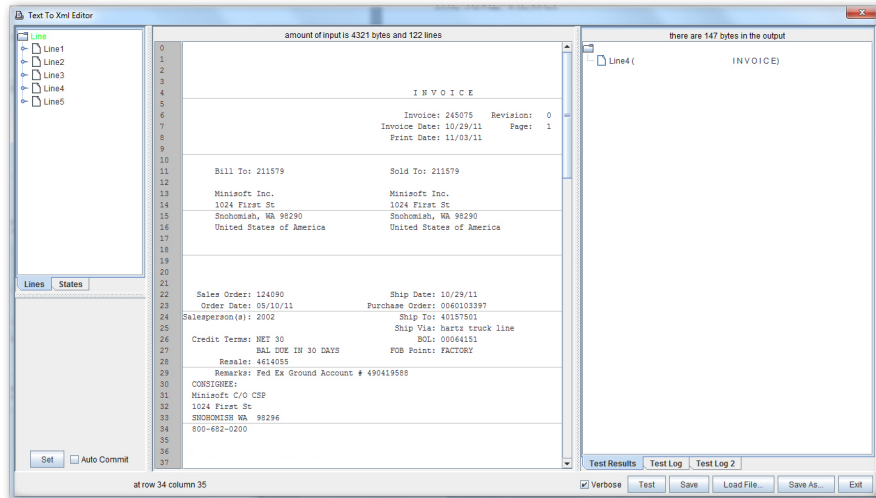 Text To Xml Editor
amount of input is 4321 bytes and 122 lines
there are 147 bytes in the output
Line
Line1
Line2
Line3
Line4
Line5
Lines States
Set Auto Commit
0
1
2
3
4 I N V O I C E
5
6 Invoice: 245075 Revision: 0
7 Invoice Date: 10/29/11 Page: 1
8 Print Date: 11/03/11
9
10
11 Bill To: 211579 Sold To: 211579
12
13 Minisoft Inc. Minisoft Inc.
14 1024 First St 1024 First St
15 Snohomish, WA 98290 Snohomish, WA 98290
16 United States of America United States of America
17
18
19
20
21
22 Sales Order: 124090 Ship Date: 10/29/11
23 Order Date: 05/10/11 Purchase Order: 0060103397
24 Salesperson(s): 2002 Ship To: 40157501
25 Ship Via: hartz truck line
26 Credit Terms: NET 30 BOL: 00064151
27 BAL DUE IN 30 DAYS FOB Point: FACTORY
28 Resale: 4614055
29 Remarks: Fed Ex Ground Account # 490419588
30 CONSIGNEE:
31 Minisoft C/O CSP
32 1024 First St
33 SNOHOMISH WA 98296
34 800-682-0200
35
36
37
Line4 ( I N V O I C E)
Test Results Test Log Test Log 2
at row 34 column 35
Verbose Test Save Load File... Save As... Exit